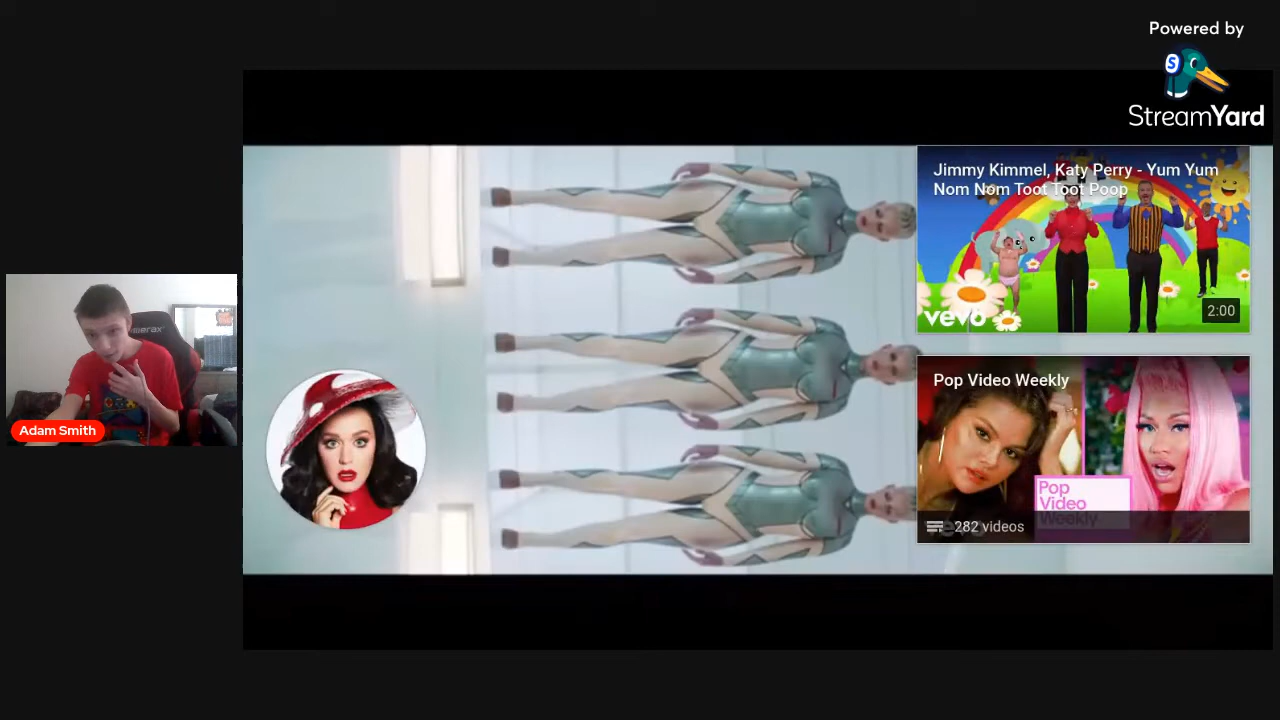 Powered by
S
StreamYard
Jimmy Kimmel, Katy Perry - Yum Yum
Nom Nom Toot Toot Poop
vevo
2:00
Pop Video Weekly
Pop
Video
Weekly
282 videos
Adam Smith